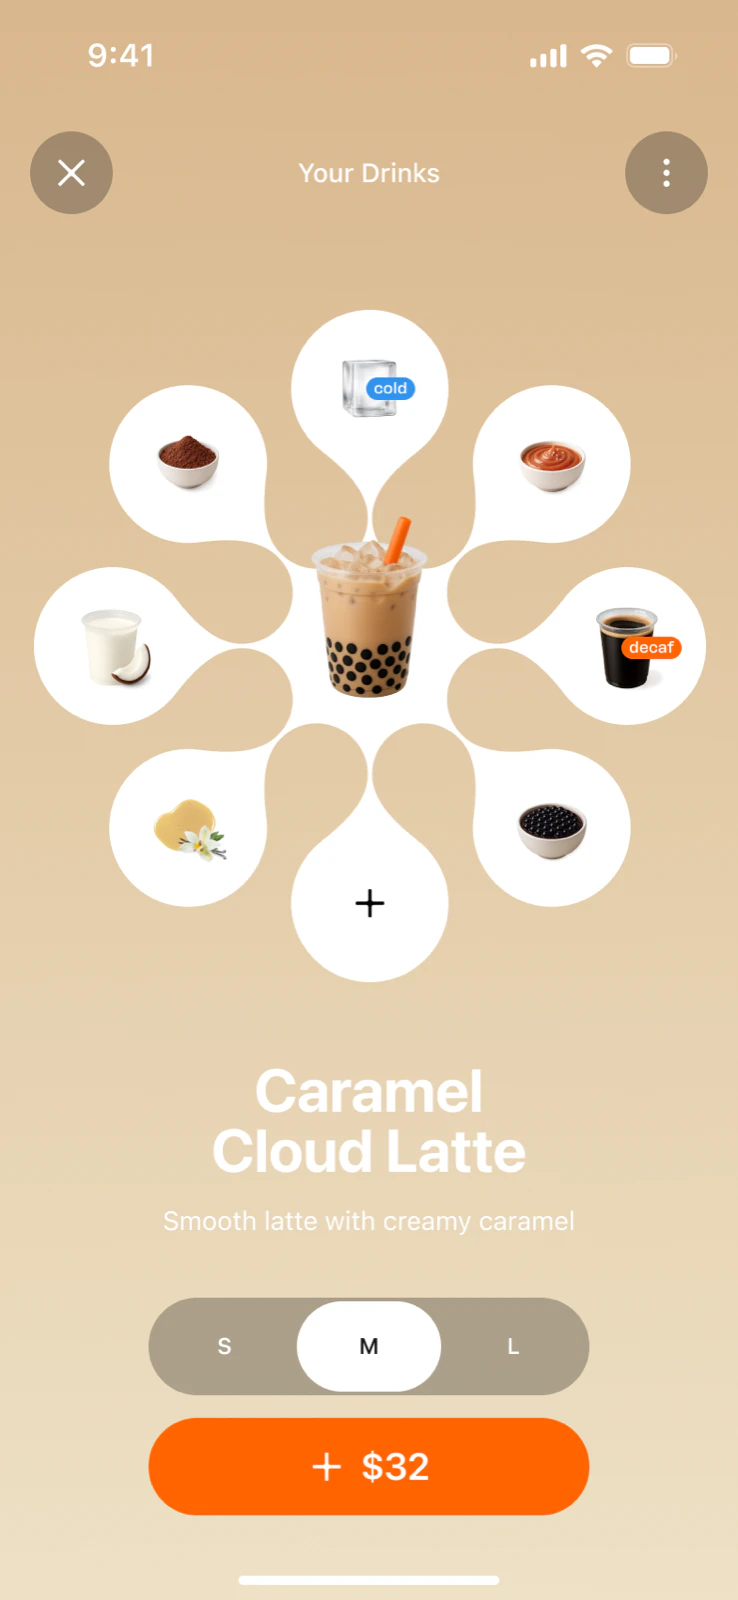 9:41
Your Drinks
cold
decaf
Caramel
Cloud Latte
Smooth latte with creamy caramel
S M L
+ $32